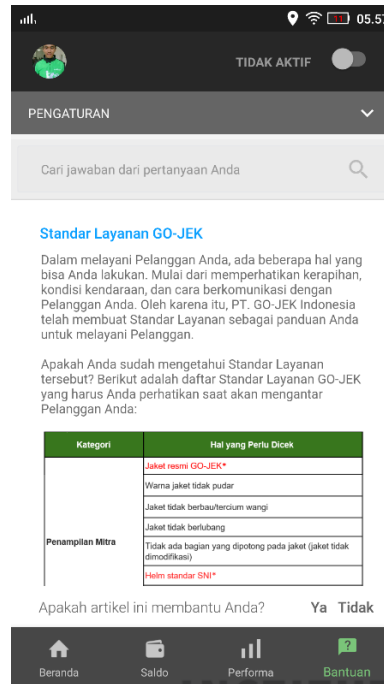 11 05.57
TIDAK AKTIF
PENGATURAN
Cari jawaban dari pertanyaan Anda
Standar Layanan GO-JEK
Dalam melayani Pelanggan Anda, ada beberapa hal yang
bisa Anda lakukan. Mulai dari memperhatikan kerapihan,
kondisi kendaraan, dan cara berkomunikasi dengan
Pelanggan Anda. Oleh karena itu, PT. GO-JEK Indonesia
telah membuat Standar Layanan sebagai panduan Anda
untuk melayani Pelanggan.
Apakah Anda sudah mengetahui Standar Layanan
tersebut? Berikut adalah daftar Standar Layanan GO-JEK
yang harus Anda perhatikan saat akan mengantar
Pelanggan Anda:
Kategori Hal yang Perlu Dicek
Jaket resmi GO-JEK*
Warna jaket tidak pudar
Jaket tidak berbau/tercium wangi
Jaket tidak berlubang
Penampilan Mitra
Tidak ada bagian yang dipotong pada jaket (jaket tidak
dimodifikasi)
Helm standar SNI*
Apakah artikel ini membantu Anda? Ya Tidak
Beranda Saldo Performa Bantuan